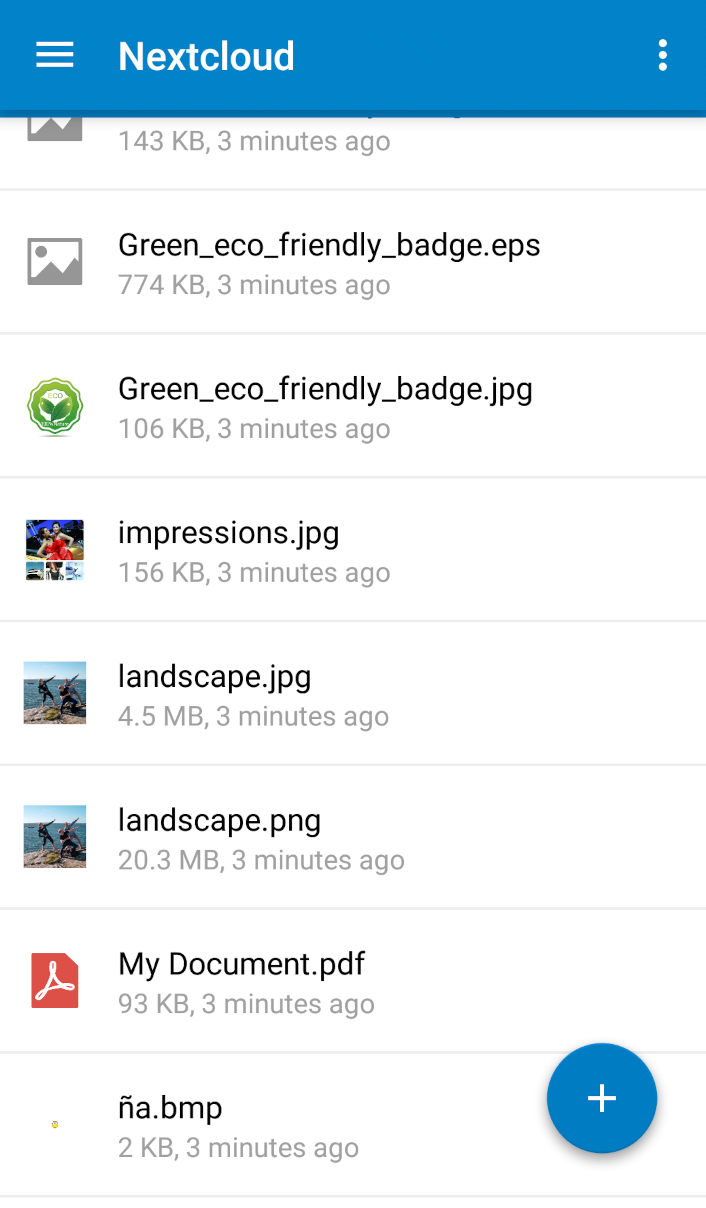 Nextcloud
143 KB, 3 minutes ago
Green_eco_friendly_badge.eps
774 KB, 3 minutes ago
Green_eco_friendly_badge.jpg
106 KB, 3 minutes ago
ECO
impressions.jpg
156 KB, 3 minutes ago
landscape.jpg
4.5 MB, 3 minutes ago
landscape.png
20.3 MB, 3 minutes ago
My Document.pdf
93 KB, 3 minutes ago
ña.bmp
2 KB, 3 minutes ago